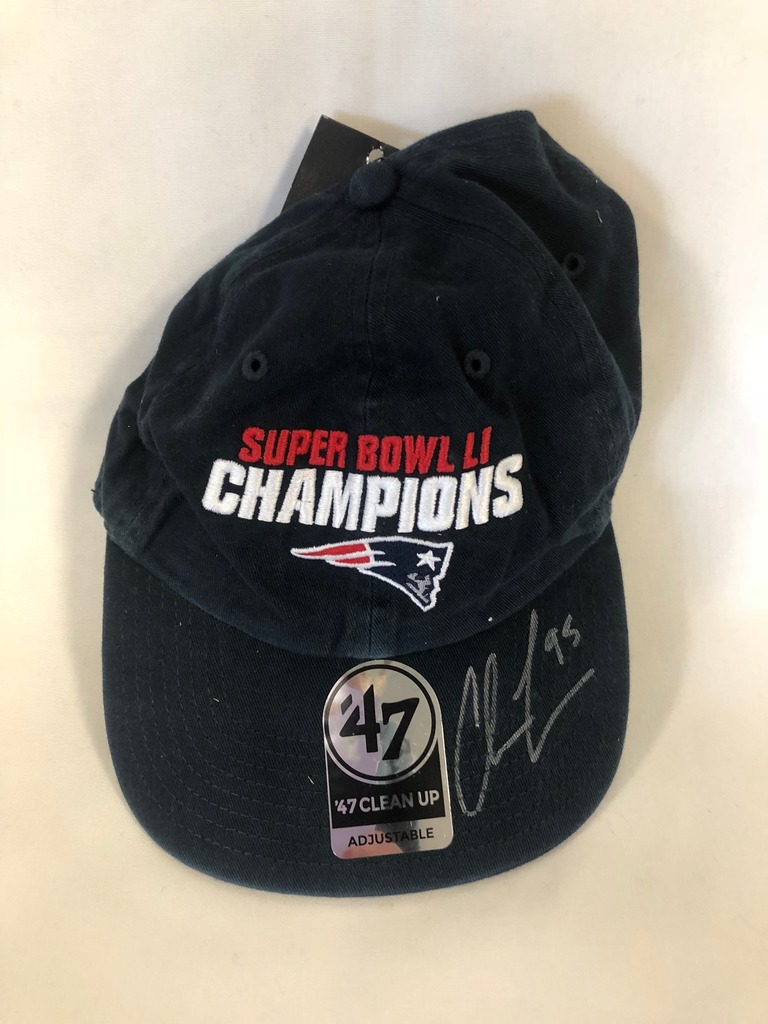 SUPER BOWL LI
CHAMPIONS
95
'47
'47 CLEAN UP
ADJUSTABLE